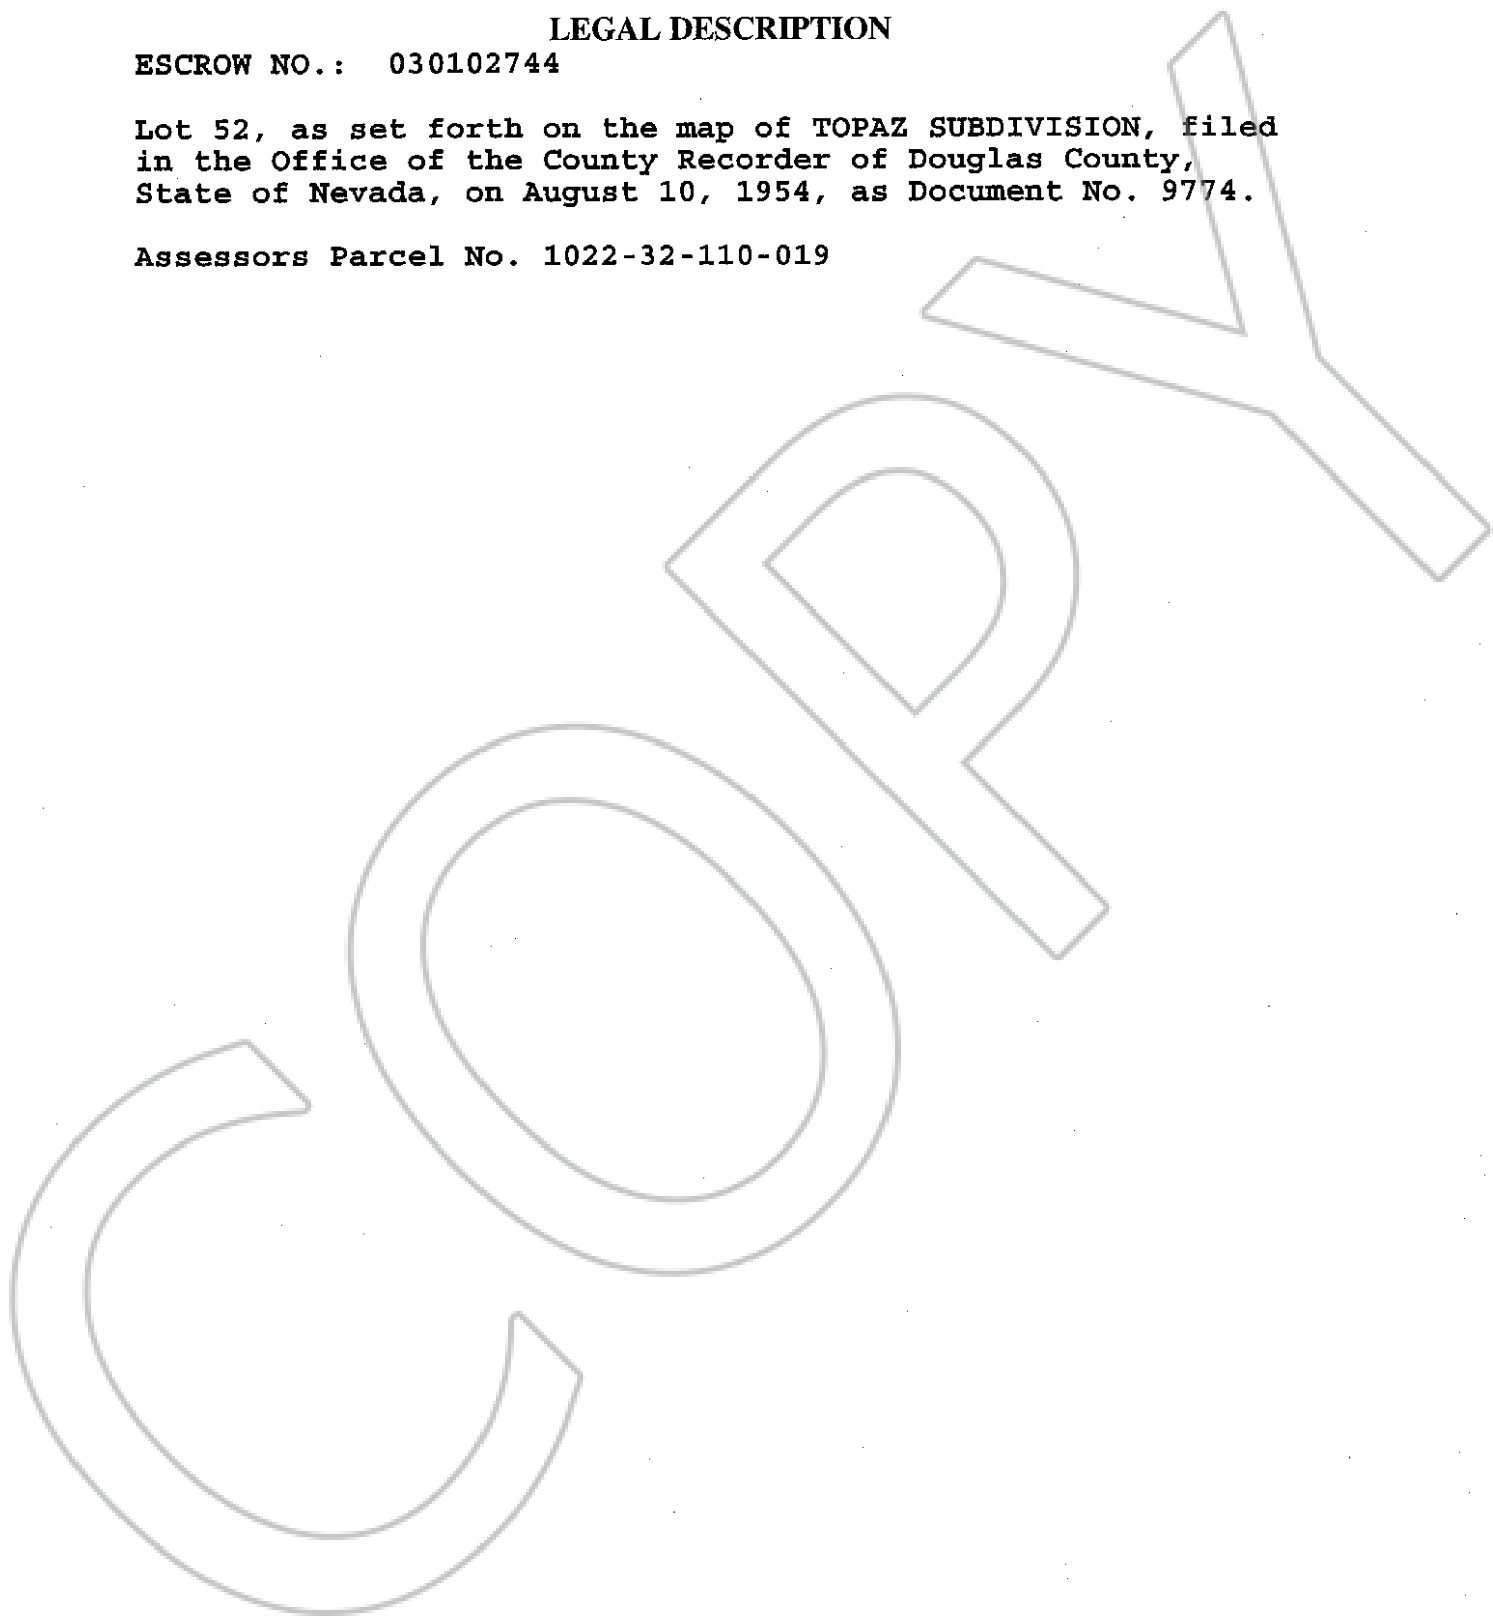 LEGAL DESCRIPTION
ESCROW NO.: 030102744
Lot 52, as set forth on the map of TOPAZ SUBDIVISION, filed
in the Office of the County Recorder of Douglas County,
State of Nevada, on August 10, 1954, as Document No. 9774.
Assessors Parcel No. 1022-32-110-019
COPY